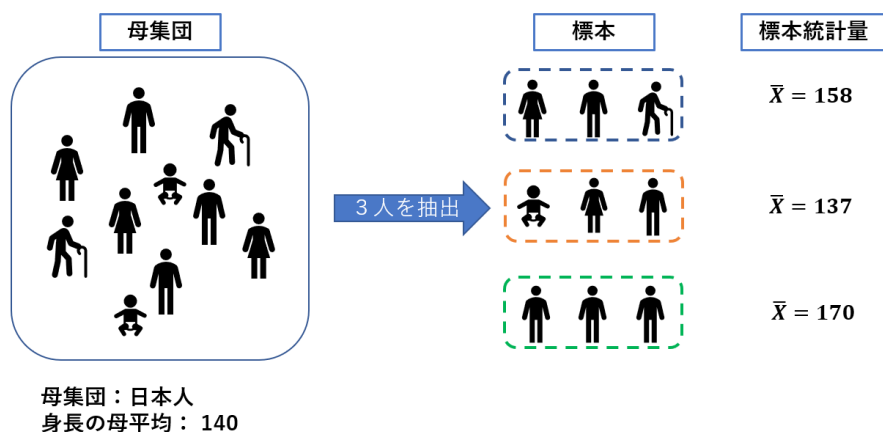 母集団
標本
標本統計量
３人を抽出
X̄ = 158
X̄ = 137
X̄ = 170
母集団：日本人
身長の母平均： 140